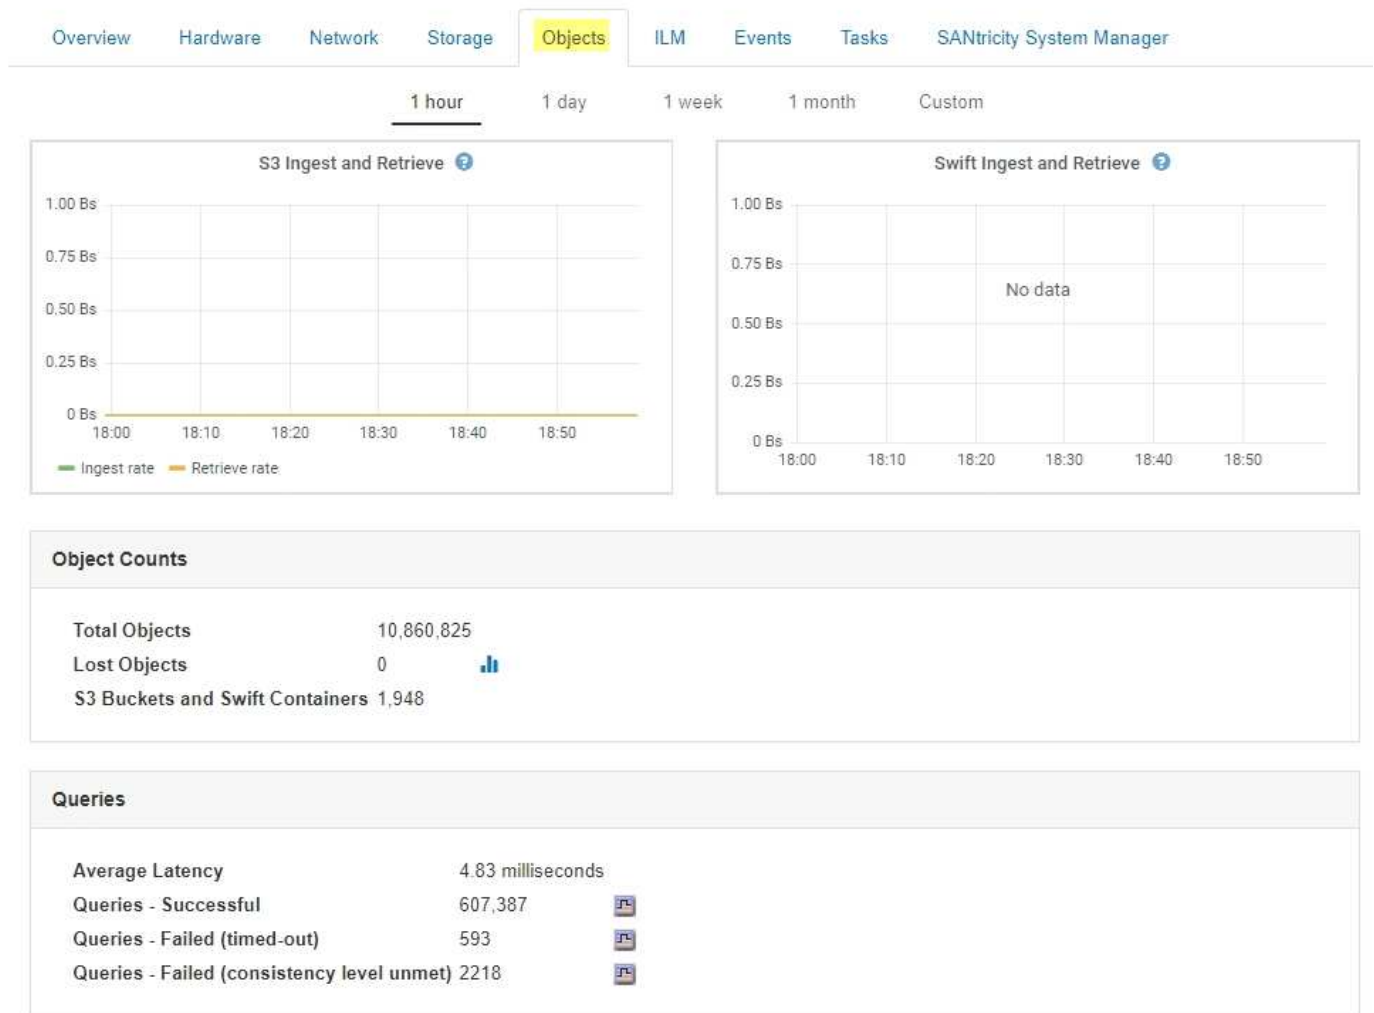 Overview Hardware Network Storage Objects ILM Events Tasks SANtricity System Manager
1 hour 1 day 1 week 1 month Custom
S3 Ingest and Retrieve ?
1.00 Bs
0.75 Bs
0.50 Bs
0.25 Bs
0 Bs
18:00 18:10 18:20 18:30 18:40 18:50
Ingest rate Retrieve rate
Swift Ingest and Retrieve ?
1.00 Bs
0.75 Bs
No data
0.50 Bs
0.25 Bs
0 Bs
18:00 18:10 18:20 18:30 18:40 18:50
Object Counts
Total Objects 10,860,825
Lost Objects 0
S3 Buckets and Swift Containers 1,948
Queries
Average Latency 4.83 milliseconds
Queries - Successful 607,387
Queries - Failed (timed-out) 593
Queries - Failed (consistency level unmet) 2218